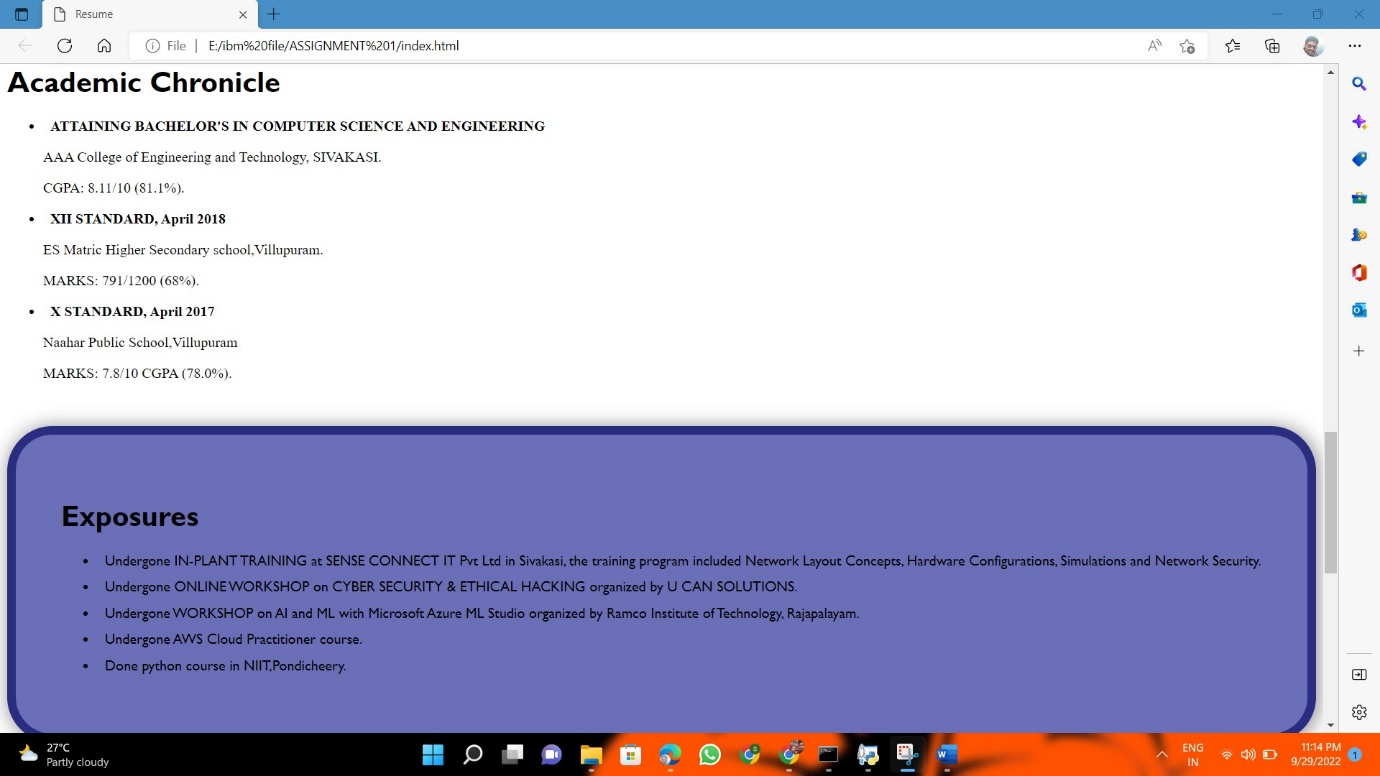 Resume
File
E:/ibm%20file/ASSIGNMENT%201/index.html
Academic Chronicle
• ATTAINING BACHELOR'S IN COMPUTER SCIENCE AND ENGINEERING
AAA College of Engineering and Technology, SIVAKASI.
CGPA: 8.11/10 (81.1%).
• XII STANDARD, April 2018
ES Matric Higher Secondary school,Villupuram.
MARKS: 791/1200 (68%).
• X STANDARD, April 2017
Naahar Public School,Villupuram
MARKS: 7.8/10 CGPA (78.0%).
Exposures
• Undergone IN-PLANT TRAINING at SENSE CONNECT IT Pvt Ltd in Sivakasi, the training program included Network Layout Concepts, Hardware Configurations, Simulations and Network Security.
• Undergone ONLINE WORKSHOP on CYBER SECURITY & ETHICAL HACKING organized by U CAN SOLUTIONS.
• Undergone WORKSHOP on AI and ML with Microsoft Azure ML Studio organized by Ramco Institute of Technology, Rajapalayam.
• Undergone AWS Cloud Practitioner course.
• Done python course in NIIT,Pondicheery.
27°C
Partly cloudy
ENG
IN
11:14 PM
9/29/2022
1